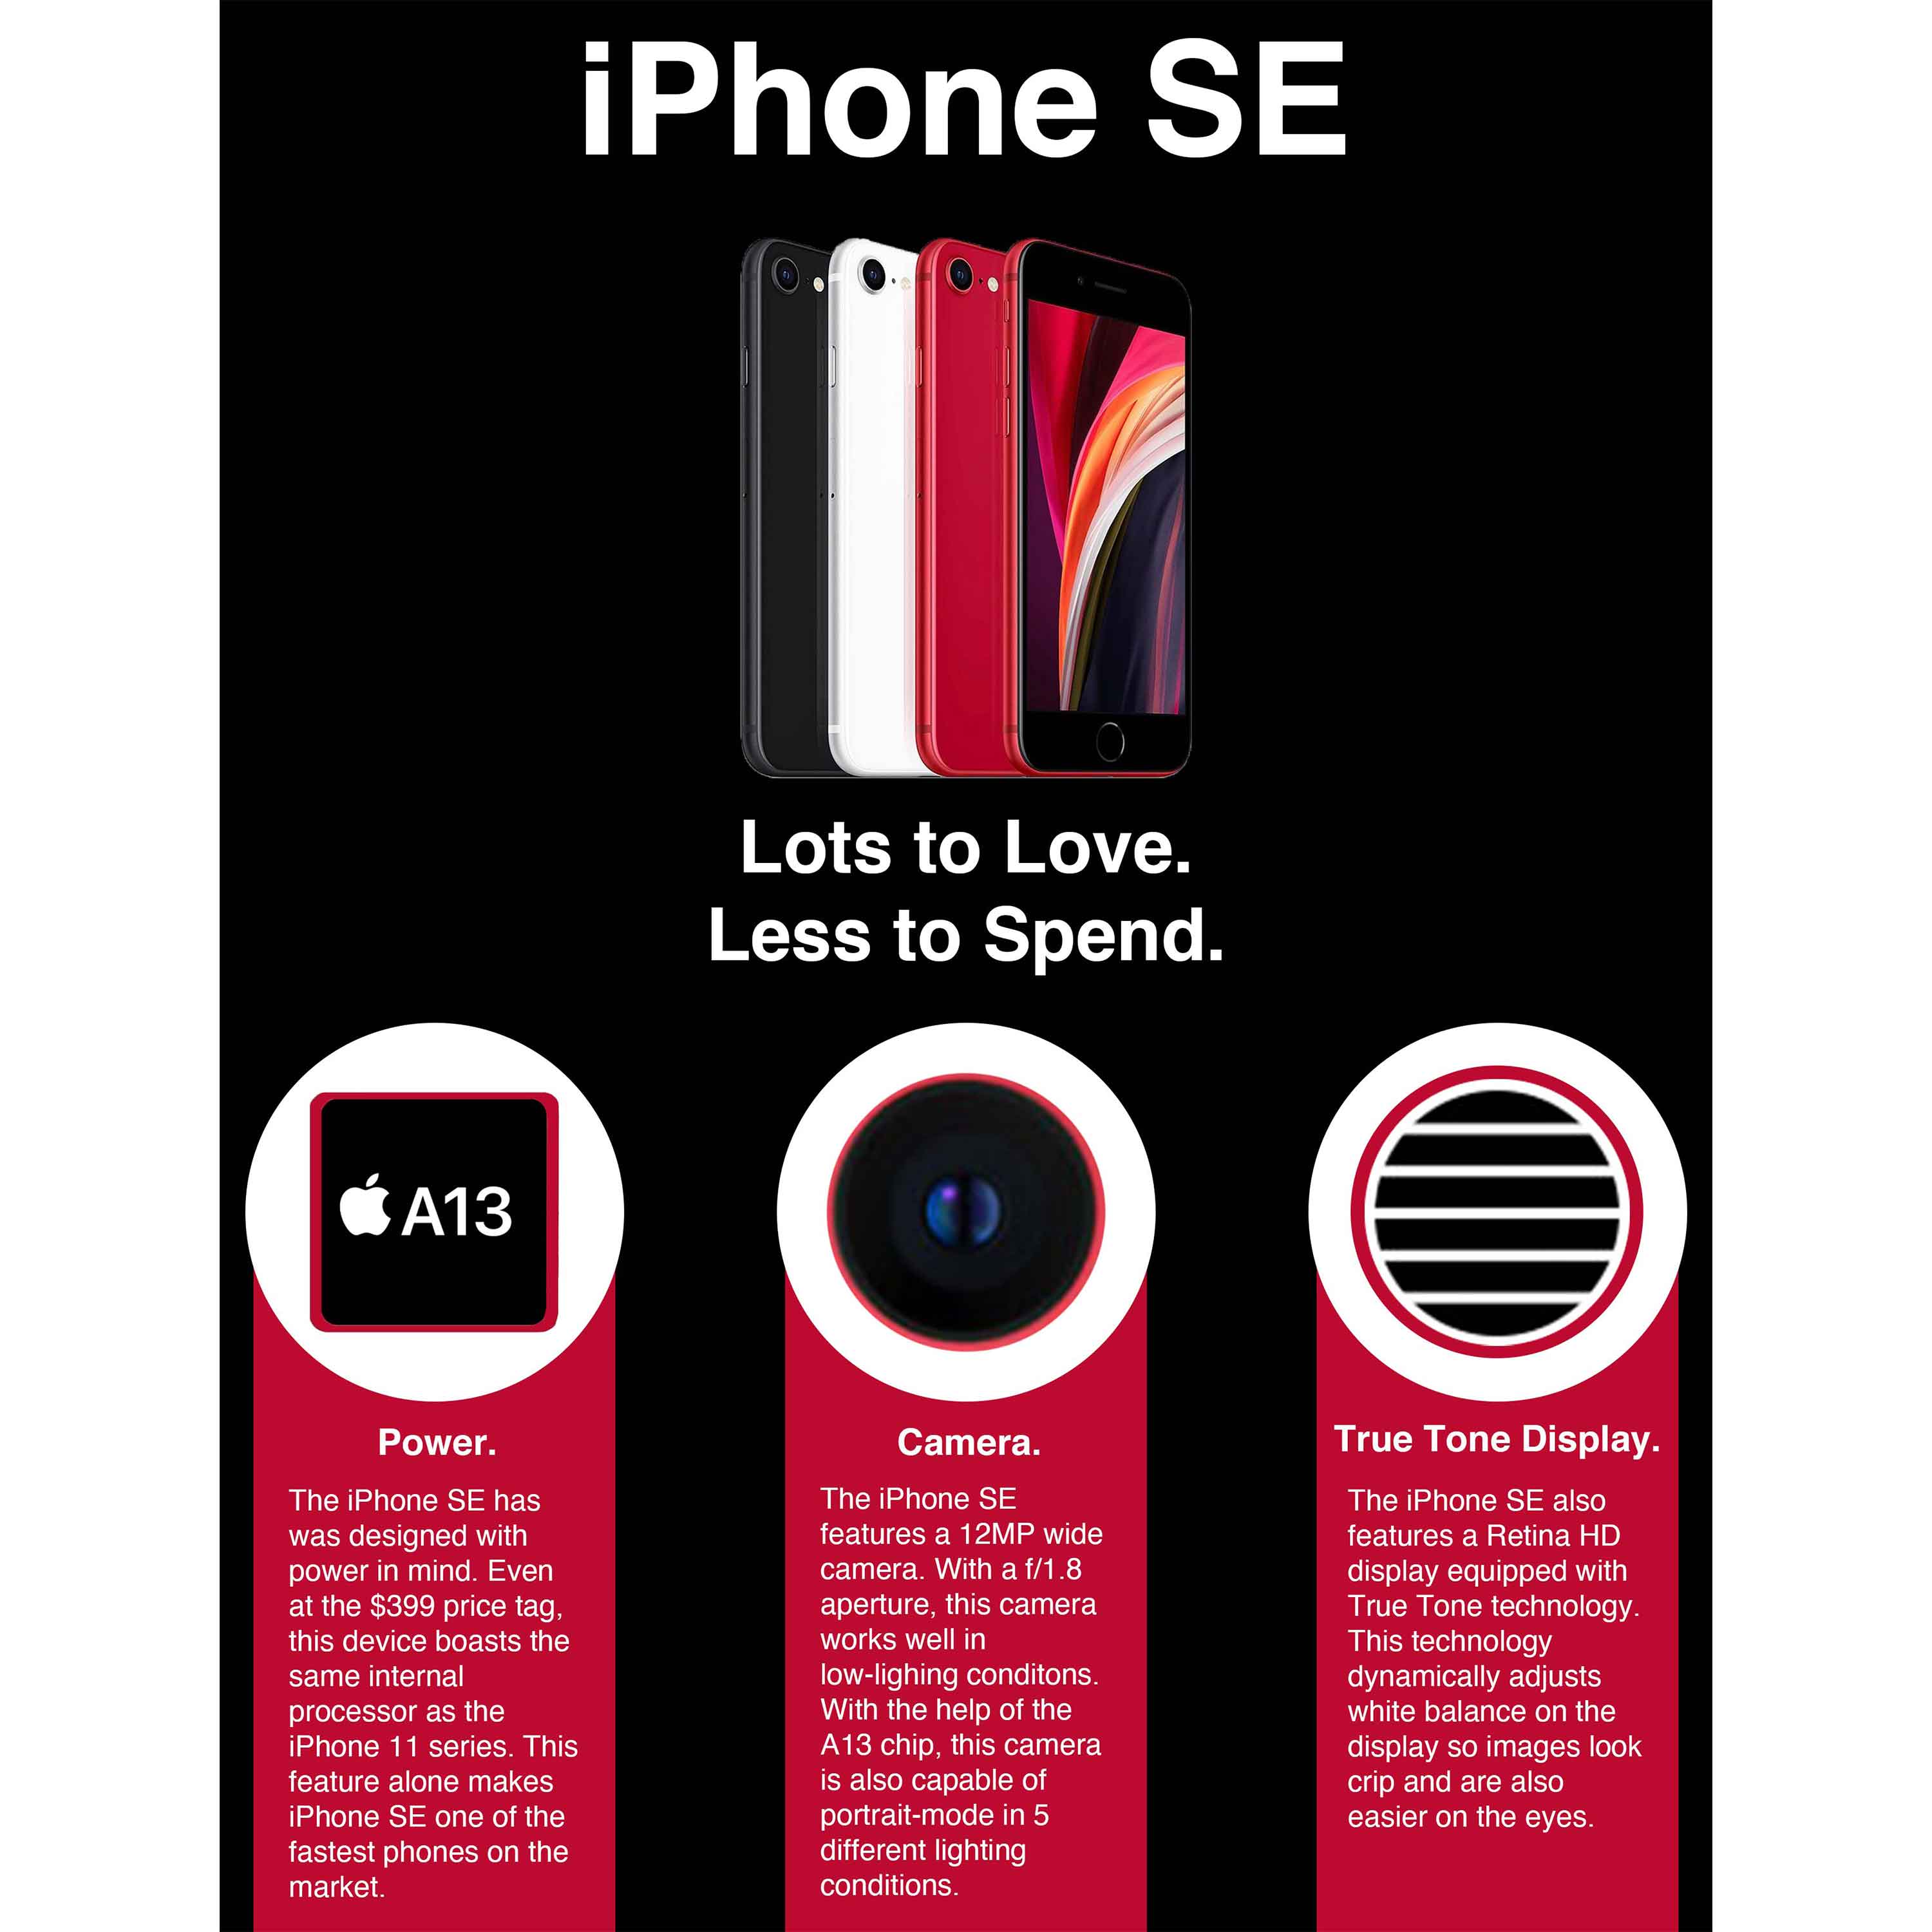 iPhone SE
Lots to Love.
Less to Spend.
A13
Power.
The iPhone SE has
was designed with
power in mind. Even
at the $399 price tag,
this device boasts the
same internal
processor as the
iPhone 11 series. This
feature alone makes
iPhone SE one of the
fastest phones on the
market.
Camera.
The iPhone SE
features a 12MP wide
camera. With a f/1.8
aperture, this camera
works well in
low-lighing conditons.
With the help of the
A13 chip, this camera
is also capable of
portrait-mode in 5
different lighting
conditions.
True Tone Display.
The iPhone SE also
features a Retina HD
display equipped with
True Tone technology.
This technology
dynamically adjusts
white balance on the
display so images look
crip and are also
easier on the eyes.